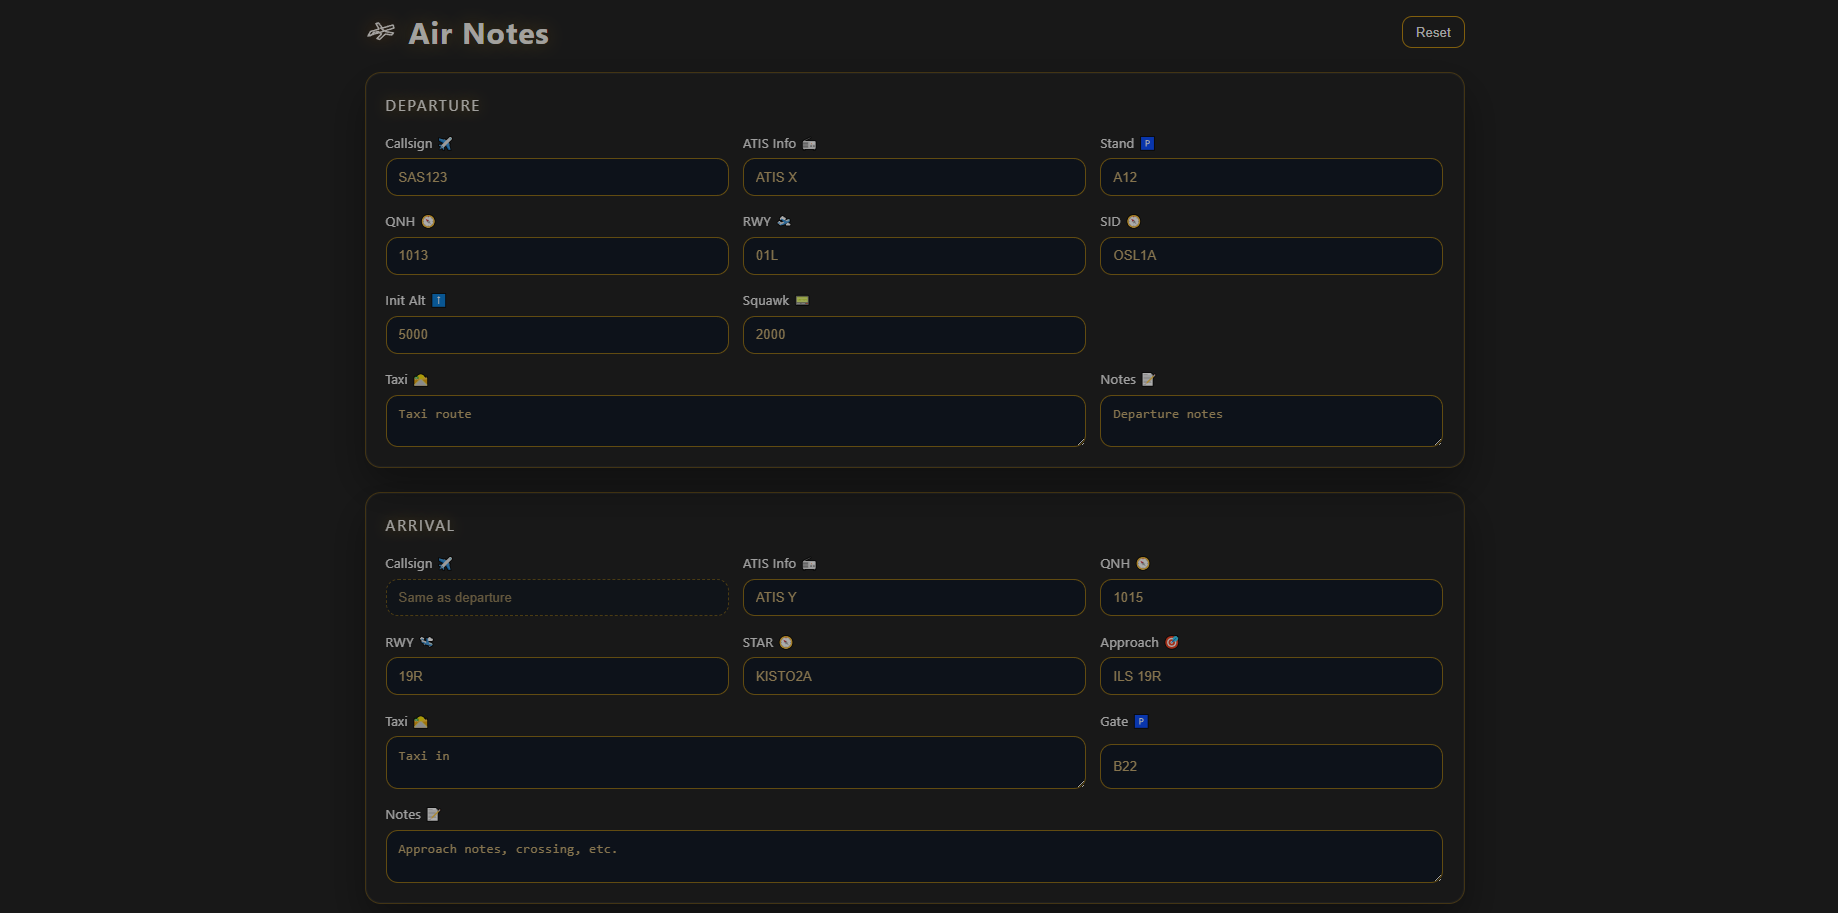 Air Notes
Reset
DEPARTURE
Callsign ATIS Info Stand
SAS123 ATIS X A12
QNH RWY SID
1013 01L OSL1A
Init Alt Squawk
5000 2000
Taxi Notes
Taxi route Departure notes
ARRIVAL
Callsign ATIS Info QNH
Same as departure ATIS Y 1015
RWY STAR Approach
19R KISTO2A ILS 19R
Taxi Gate
Taxi in B22
Notes
Approach notes, crossing, etc.